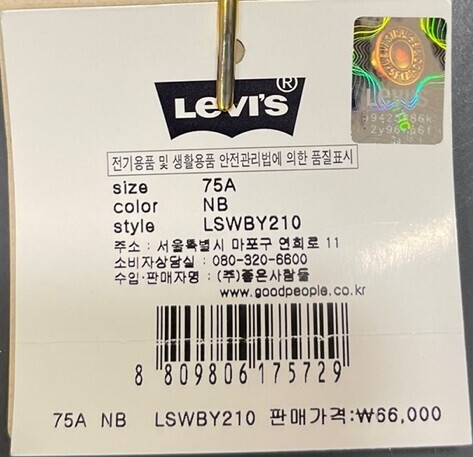 LEVI'S®
전기용품 및 생활용품 안전관리법에 의한 품질표시
size 75A
color NB
style LSWBY210
주소 : 서울특별시 마포구 연희로 11
소비자상담실 : 080-320-6600
수입·판매자명 : (주)좋은사람들
www.goodpeople.co.kr
8 809806 175729
75A NB LSWBY210 판매가격:₩66,000